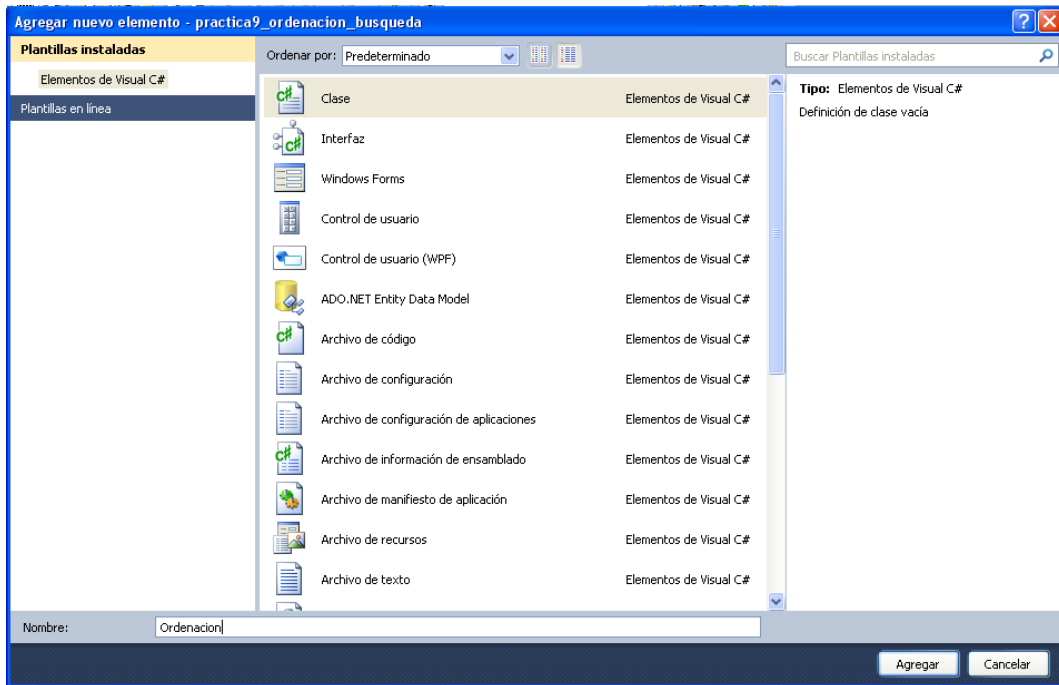 Agregar nuevo elemento - practica9_ordenacion_busqueda
Plantillas instaladas
Elementos de Visual C#
Plantillas en línea
Ordenar por: Predeterminado
Buscar Plantillas instaladas
Clase Elementos de Visual C#
Interfaz Elementos de Visual C#
Windows Forms Elementos de Visual C#
Control de usuario Elementos de Visual C#
Control de usuario (WPF) Elementos de Visual C#
ADO.NET Entity Data Model Elementos de Visual C#
Archivo de código Elementos de Visual C#
Archivo de configuración Elementos de Visual C#
Archivo de configuración de aplicaciones Elementos de Visual C#
Archivo de información de ensamblado Elementos de Visual C#
Archivo de manifiesto de aplicación Elementos de Visual C#
Archivo de recursos Elementos de Visual C#
Archivo de texto Elementos de Visual C#
Tipo: Elementos de Visual C#
Definición de clase vacía
Nombre: Ordenacion
Agregar Cancelar